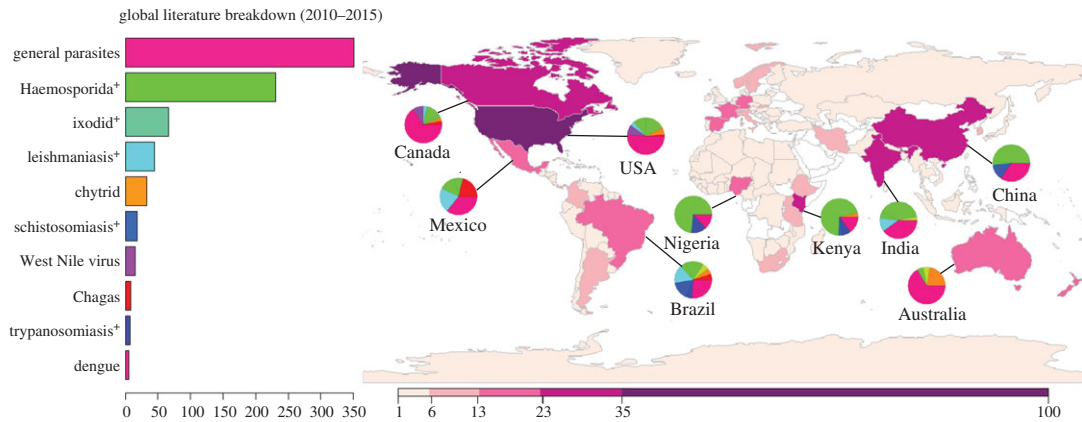 global literature breakdown (2010–2015)
general parasites
Haemosporida+
ixodid+
leishmaniasis+
chytrid
schistosomiasis+
West Nile virus
Chagas
trypanosomiasis+
dengue
0 50 100 150 200 250 300 350
Canada
USA
Mexico
Brazil
Nigeria
Kenya
India
China
Australia
1 6 13 23 35 100